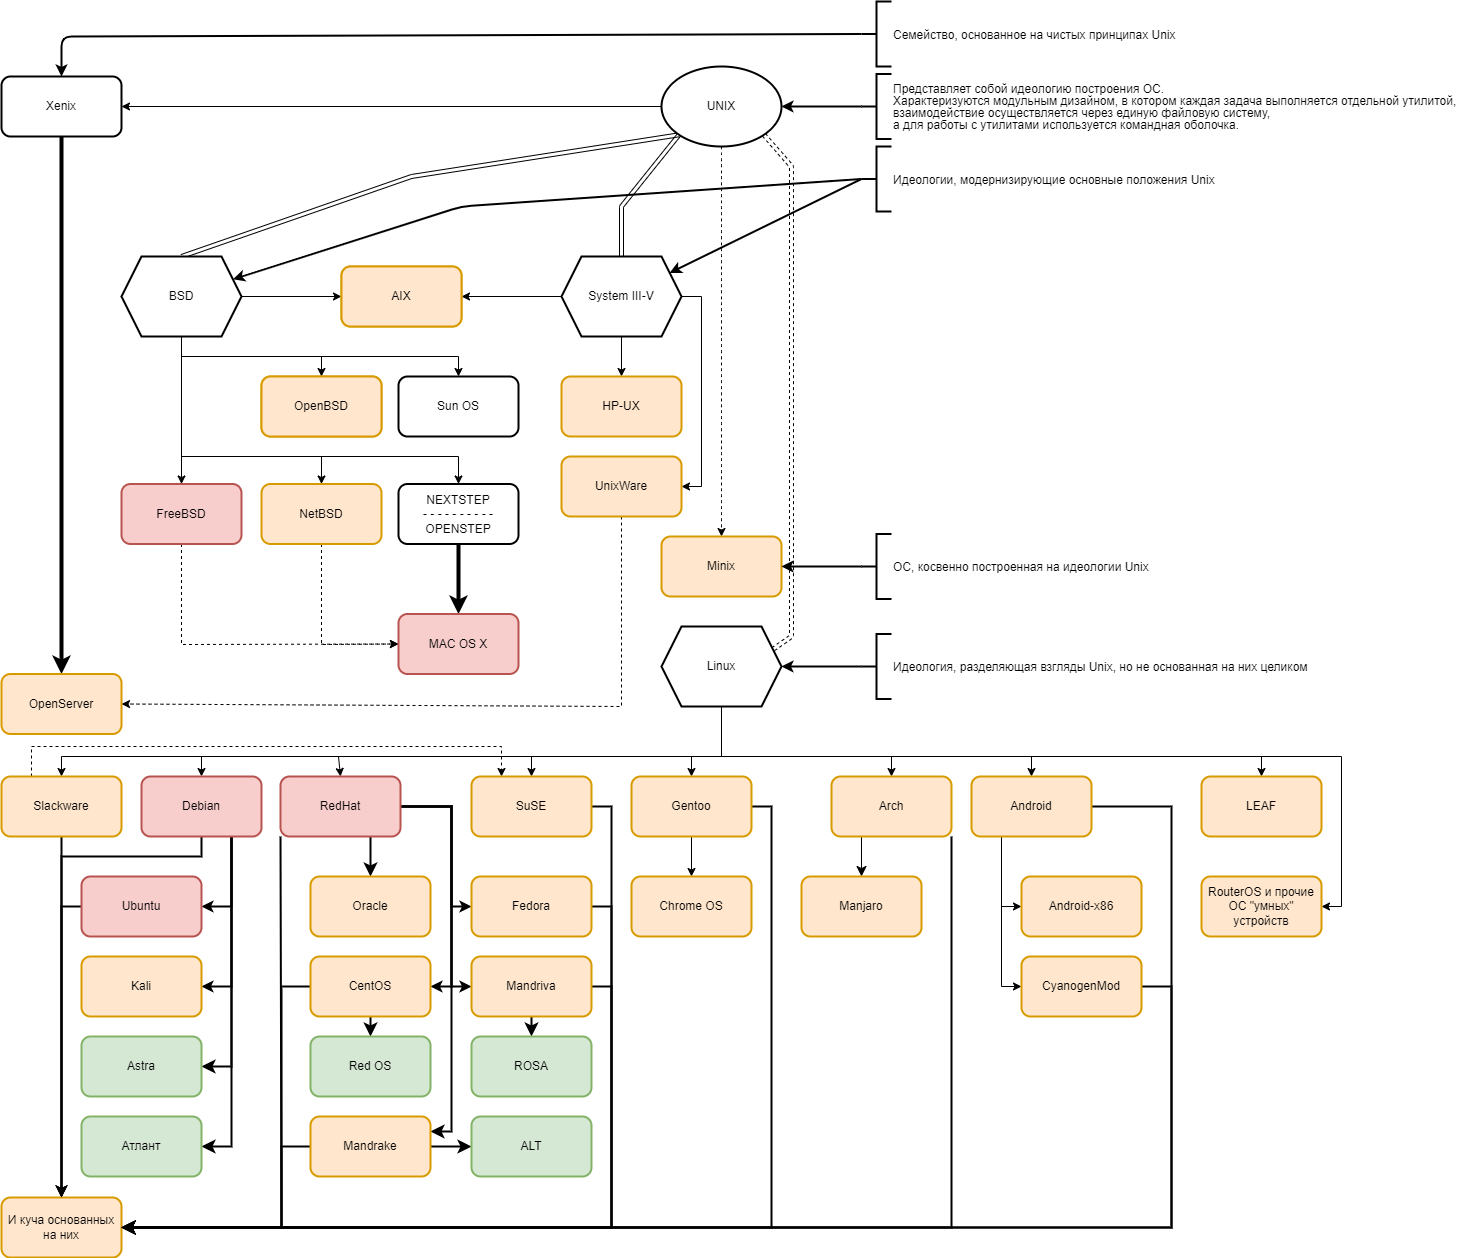 Семейство, основанное на чистых принципах Unix
Xenix
UNIX
Представляет собой идеологию построения ОС.
Характеризуются модульным дизайном, в котором каждая задача выполняется отдельной утилитой,
взаимодействие осуществляется через единую файловую систему,
а для работы с утилитами используется командная оболочка.
Идеологии, модернизирующие основные положения Unix
BSD
AIX
System III-V
OpenBSD
Sun OS
HP-UX
UnixWare
FreeBSD
NetBSD
NEXTSTEP
- - - - - - - - - -
OPENSTEP
Minix
ОС, косвенно построенная на идеологии Unix
MAC OS X
Linux
Идеология, разделяющая взгляды Unix, но не основанная на них целиком
OpenServer
Slackware
Debian
RedHat
SuSE
Gentoo
Arch
Android
LEAF
Ubuntu
Oracle
Fedora
Chrome OS
Manjaro
Android-x86
RouterOS и прочие
ОС "умных"
устройств
Kali
CentOS
Mandriva
CyanogenMod
Astra
Red OS
ROSA
Атлант
Mandrake
ALT
И куча основанных
на них